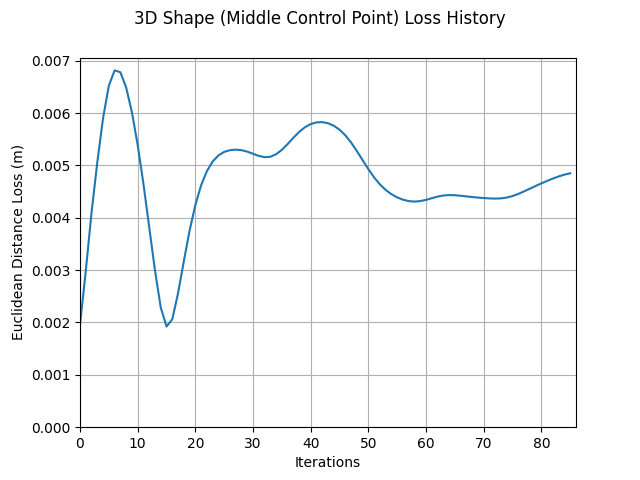 3D Shape (Middle Control Point) Loss History
0.007
0.006
0.005
0.004
0.003
0.002
0.001
0.000
Euclidean Distance Loss (m)
0 10 20 30 40 50 60 70 80
Iterations